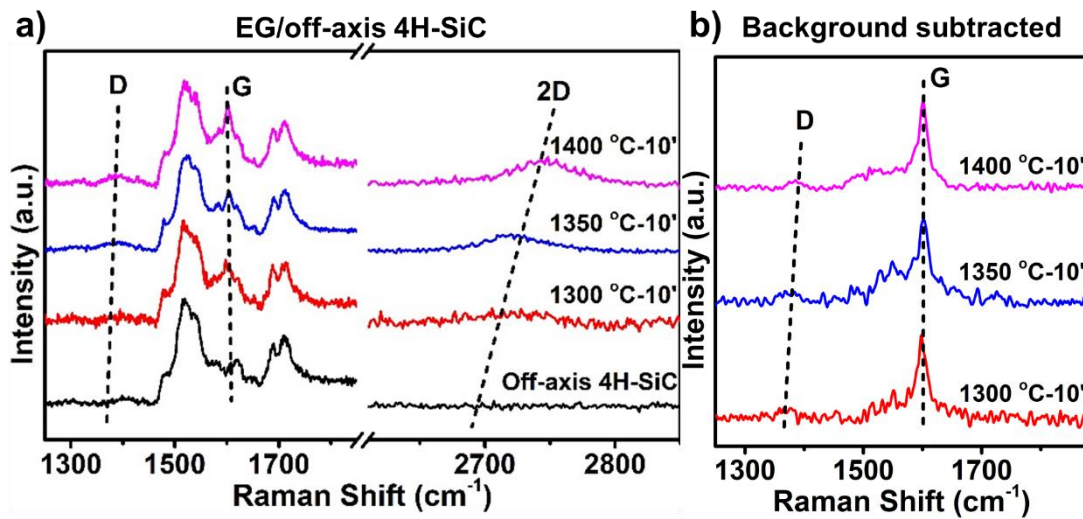 a)
EG/off-axis 4H-SiC
D
G
2D
1400 °C-10'
1350 °C-10'
1300 °C-10'
Off-axis 4H-SiC
Intensity (a.u.)
1300
1500
1700
2700
2800
Raman Shift (cm⁻¹)
b)
Background subtracted
D
G
1400 °C-10'
1350 °C-10'
1300 °C-10'
Intensity (a.u.)
1300
1500
1700
Raman Shift (cm⁻¹)